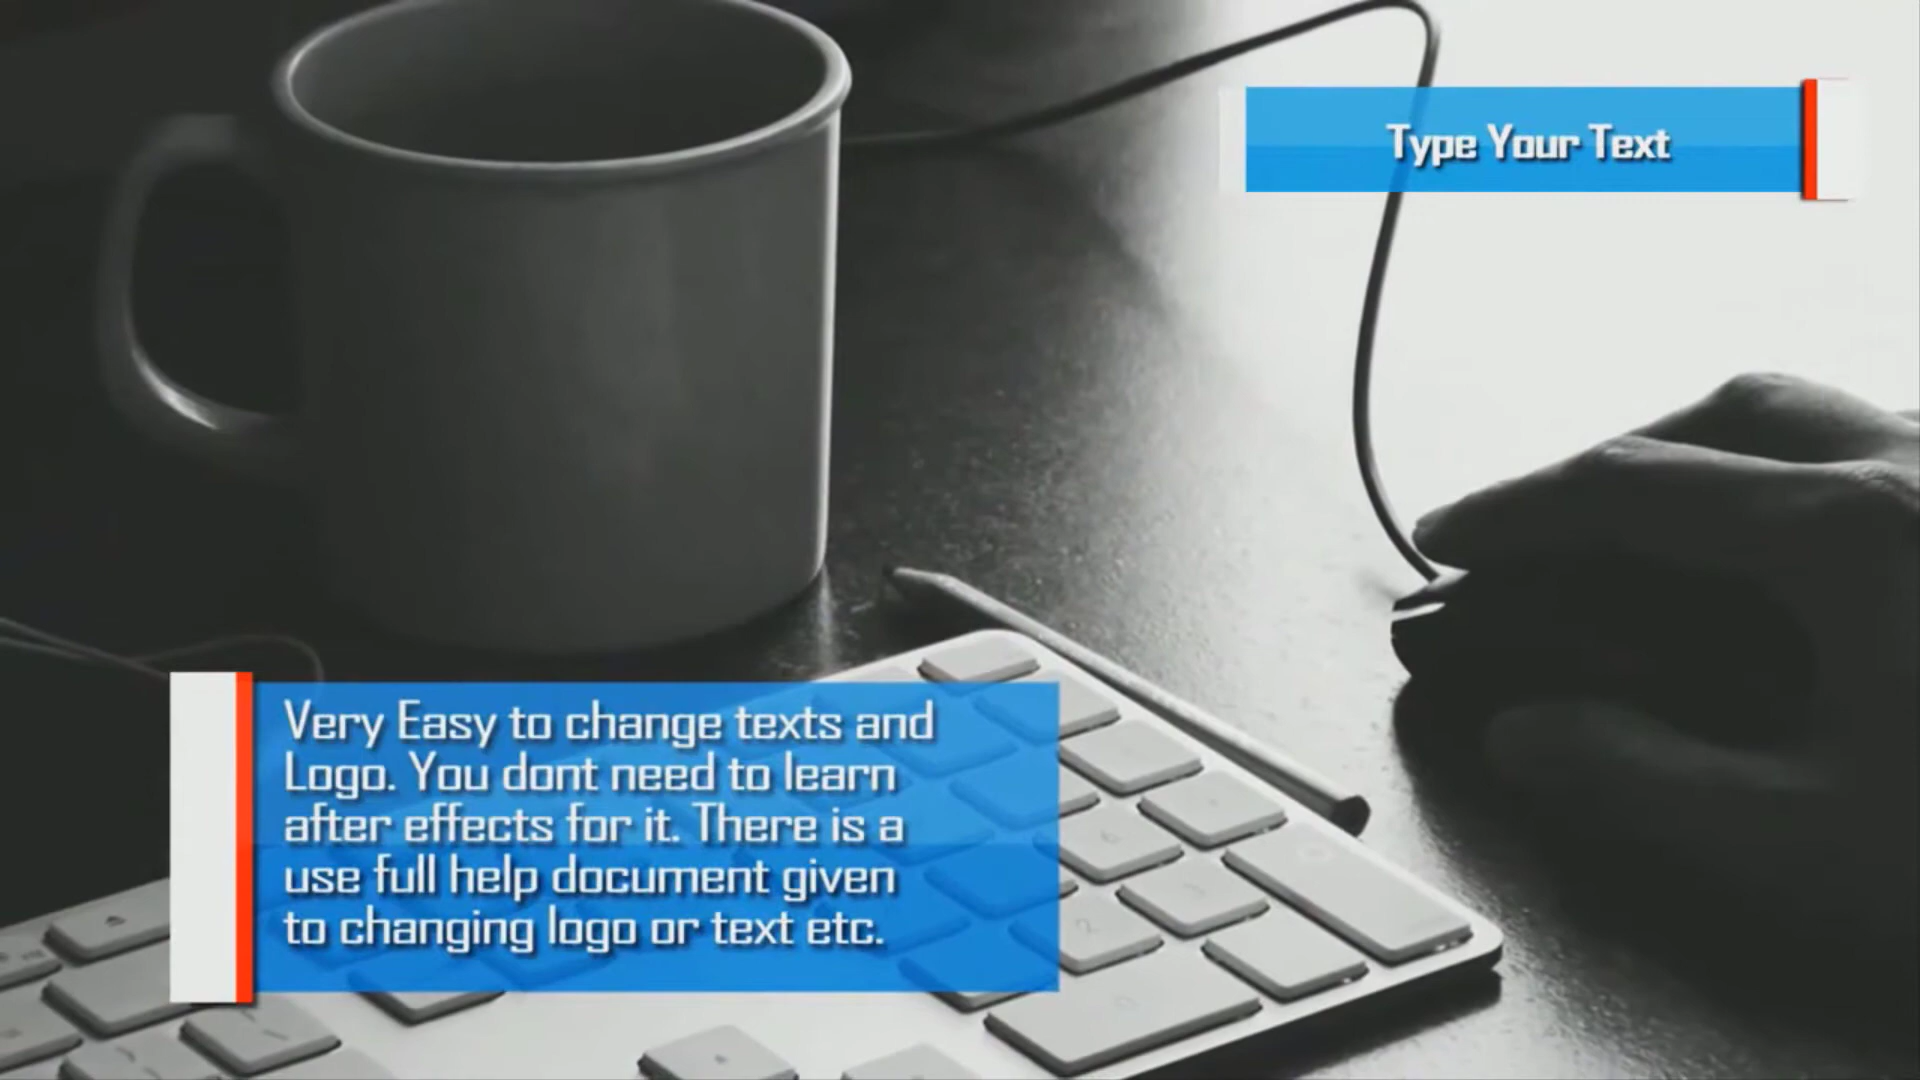 Type Your Text
Very Easy to change texts and
Logo. You dont need to learn
after effects for it. There is a
use full help document given
to changing logo or text etc.